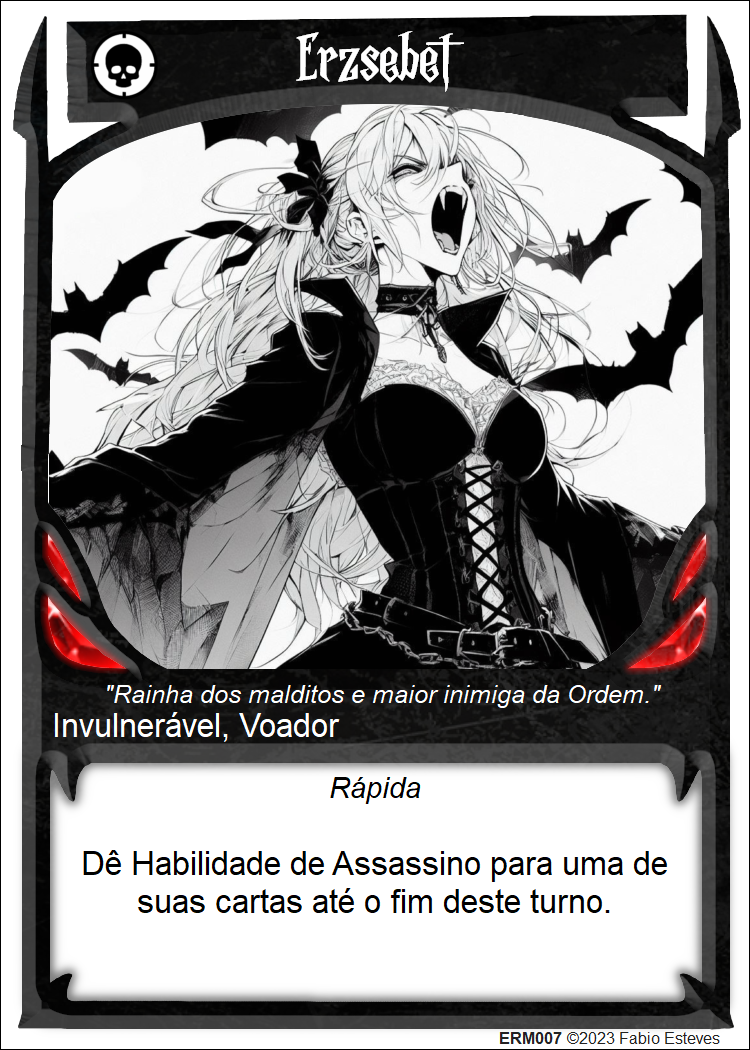 Erzsebet
"Rainha dos malditos e maior inimiga da Ordem."
Invulnerável, Voador
Rápida
Dê Habilidade de Assassino para uma de
suas cartas até o fim deste turno.
ERM007 ©2023 Fabio Esteves